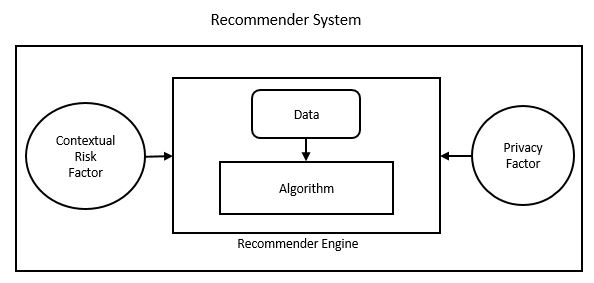 Recommender System
Contextual
Risk
Factor
Data
Algorithm
Privacy
Factor
Recommender Engine